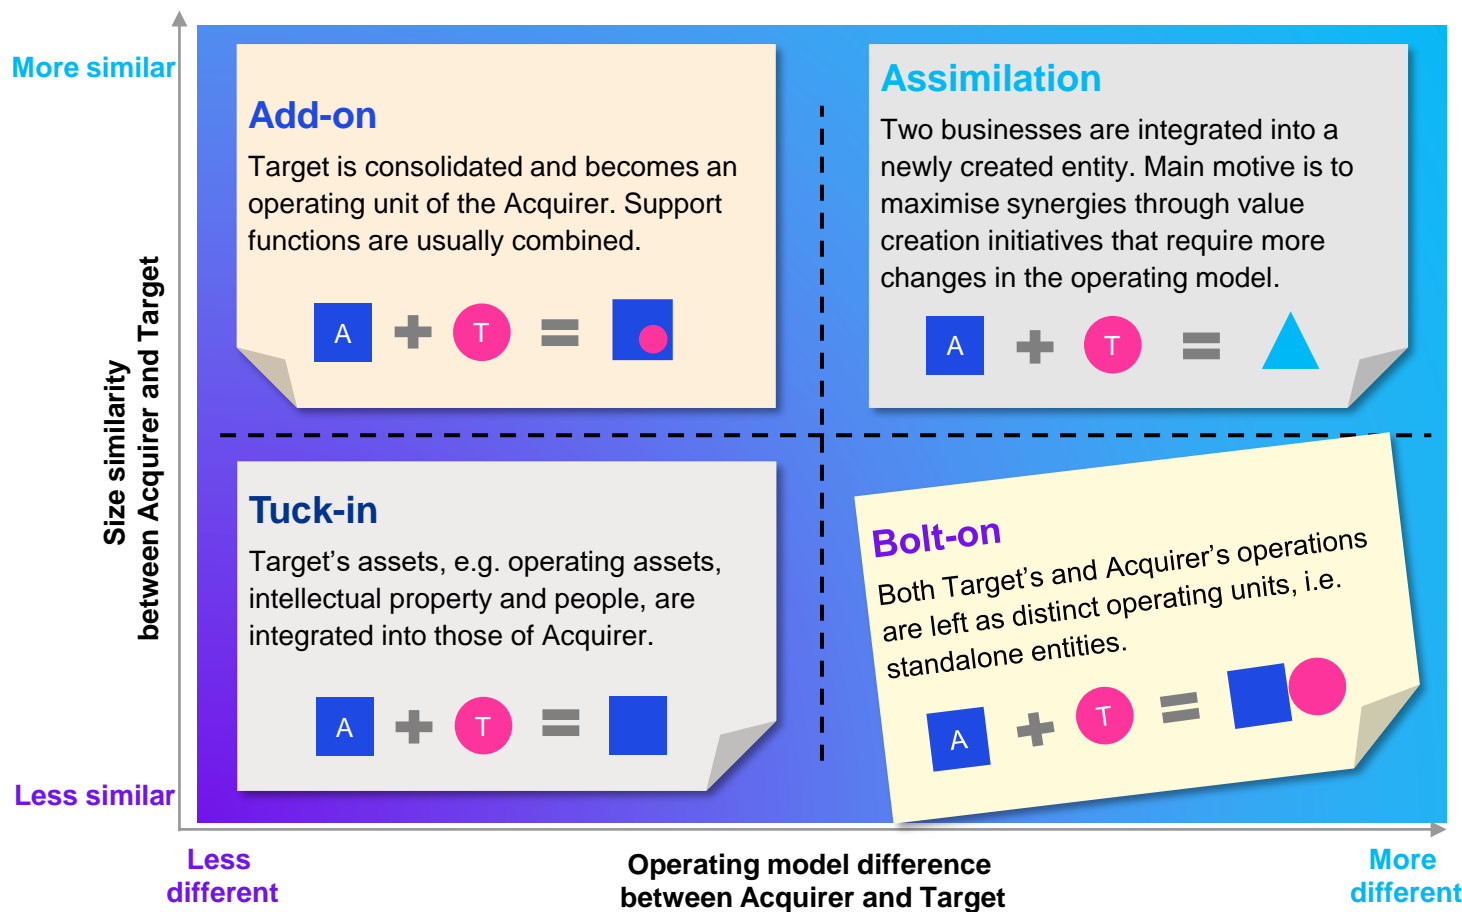 More similar
Add-on
Target is consolidated and becomes an
operating unit of the Acquirer. Support
functions are usually combined.
A
T
Assimilation
Two businesses are integrated into a
newly created entity. Main motive is to
maximise synergies through value
creation initiatives that require more
changes in the operating model.
A
T
Size similarity
between Acquirer and Target
Tuck-in
Target’s assets, e.g. operating assets,
intellectual property and people, are
integrated into those of Acquirer.
A
T
Bolt-on
Both Target’s and Acquirer’s operations
are left as distinct operating units, i.e.
standalone entities.
A
T
Less similar
Less
different
Operating model difference
between Acquirer and Target
More
different